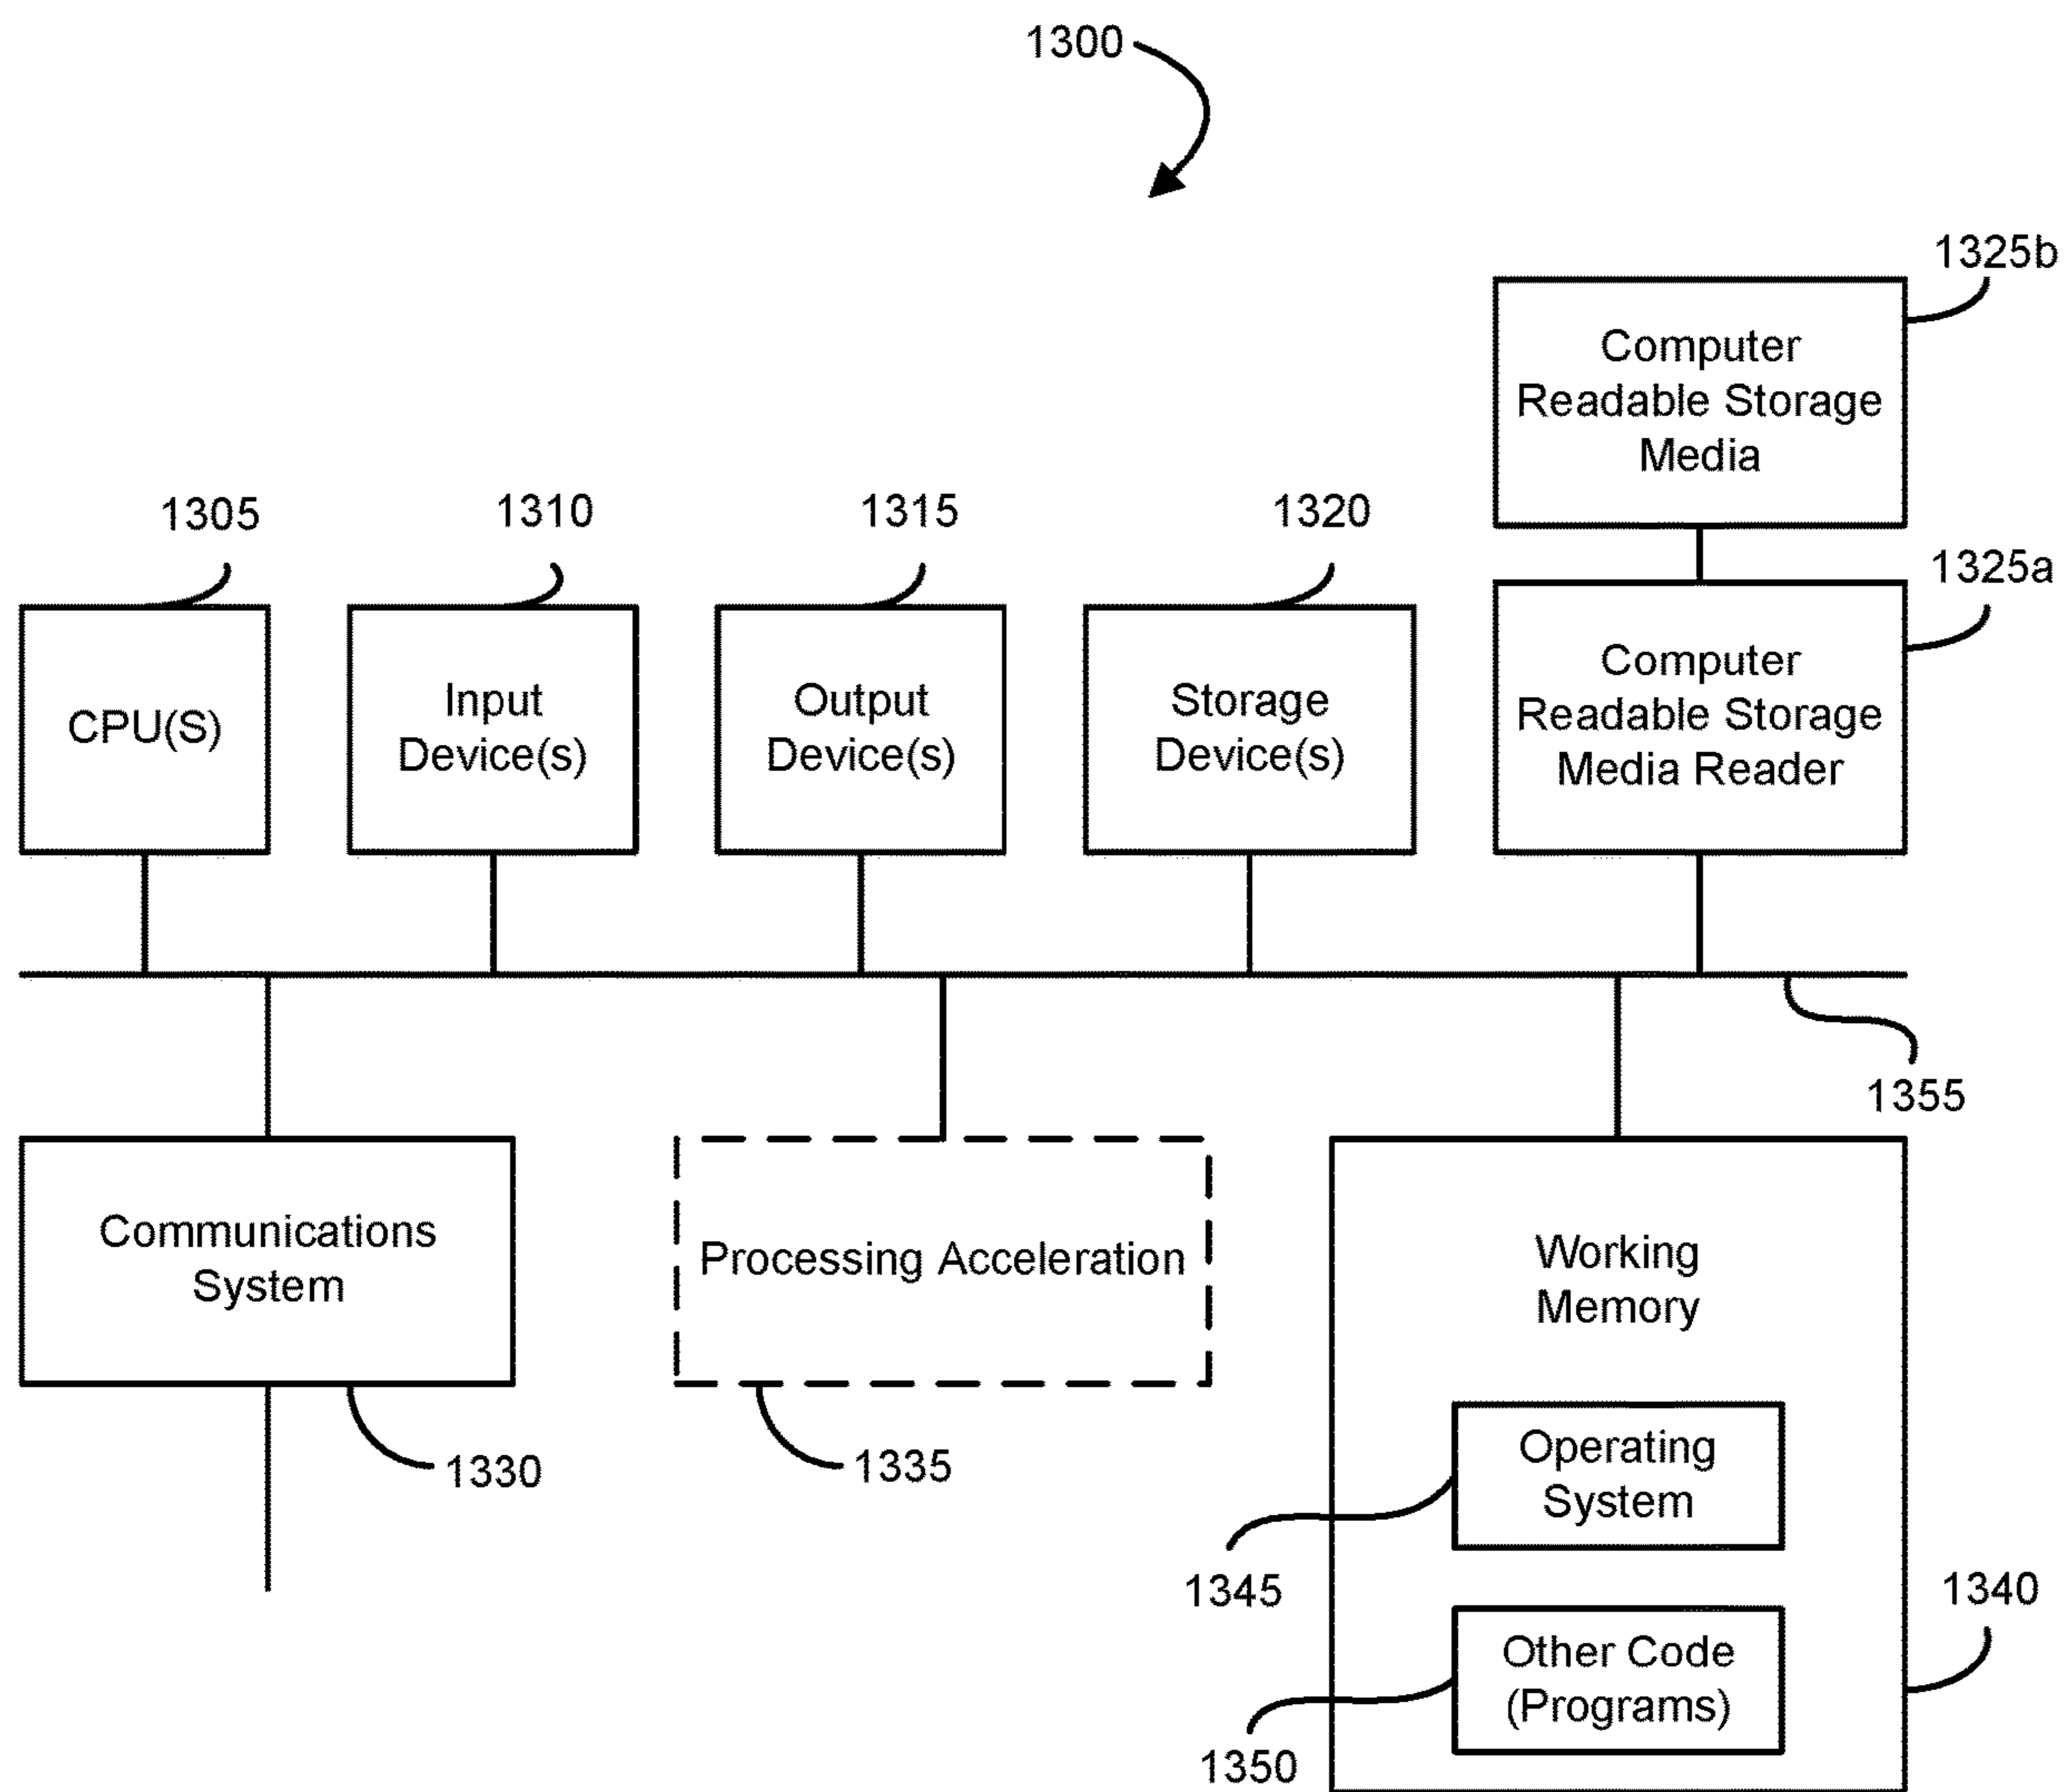 1300
1325b
Computer
Readable Storage
Media
1305
1310
1315
1320
1325a
CPU(S)
Input
Device(s)
Output
Device(s)
Storage
Device(s)
Computer
Readable Storage
Media Reader
1355
Communications
System
Processing Acceleration
Working
Memory
1330
1335
Operating
System
1345
1340
Other Code
(Programs)
1350